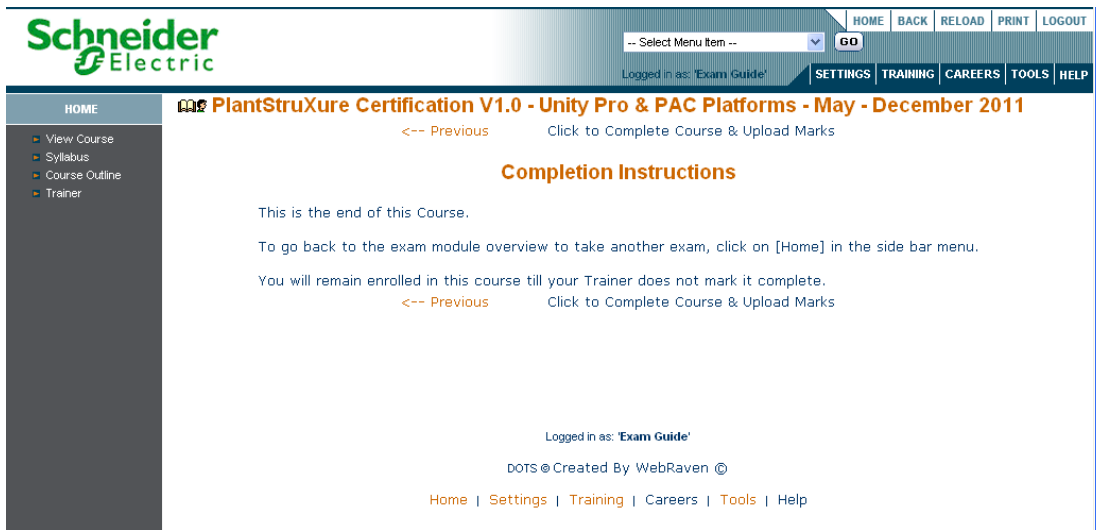 Schneider
Electric
HOME BACK RELOAD PRINT LOGOUT
-- Select Menu Item -- GO
Logged in as: 'Exam Guide' SETTINGS TRAINING CAREERS TOOLS HELP
HOME
View Course
Syllabus
Course Outline
Trainer
PlantStruXure Certification V1.0 - Unity Pro & PAC Platforms - May - December 2011
<-- Previous Click to Complete Course & Upload Marks
Completion Instructions
This is the end of this Course.
To go back to the exam module overview to take another exam, click on [Home] in the side bar menu.
You will remain enrolled in this course till your Trainer does not mark it complete.
<-- Previous Click to Complete Course & Upload Marks
Logged in as: 'Exam Guide'
DOTS @ Created By WebRaven ©
Home | Settings | Training | Careers | Tools | Help